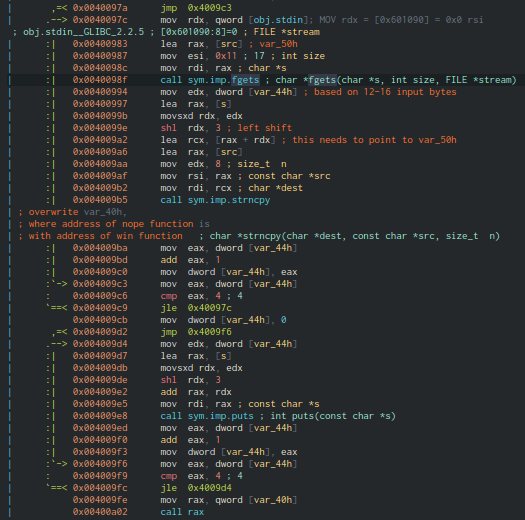 ,=< 0x0040097a jmp 0x4009c3
.--> 0x0040097c mov rdx, qword [obj.stdin]; MOV rdx = [0x601090] = 0x0 rsi
; obj.stdin__GLIBC_2.2.5 ; [0x601090:8]=0 ; FILE *stream
:| 0x00400983 lea rax, [src] ; var_50h
:| 0x00400987 mov esi, 0x11 ; 17 ; int size
:| 0x0040098c mov rdi, rax ; char *s
:| 0x0040098f call sym.imp.fgets ; char *fgets(char *s, int size, FILE *stream)
:| 0x00400994 mov edx, dword [var_44h] ; based on 12-16 input bytes
:| 0x00400997 lea rax, [s]
:| 0x0040099b movsxd rdx, edx
:| 0x0040099e shl rdx, 3 ; left shift
:| 0x004009a2 mov rcx, [rax + rdx] ; this needs to point to var_50h
:| 0x004009a6 lea rax, [src]
:| 0x004009aa mov edx, 8 ; size_t n
:| 0x004009af mov rsi, rax ; const char *src
:| 0x004009b2 mov rdi, rcx ; char *dest
:| 0x004009b5 call sym.imp.strncpy
; overwrite var_40h,
; where address of nope function is
; with address of win function ; char *strncpy(char *dest, const char *src, size_t n)
:| 0x004009ba mov eax, dword [var_44h]
:| 0x004009bd add eax, 1
:| 0x004009c0 mov dword [var_44h], eax
:`-> 0x004009c3 mov eax, dword [var_44h]
: 0x004009c6 cmp eax, 4 ; 4
`==< 0x004009c9 jle 0x40097c
0x004009cb mov dword [var_44h], 0
,=< 0x004009d2 jmp 0x4009f6
.--> 0x004009d4 mov edx, dword [var_44h]
:| 0x004009d7 lea rax, [s]
:| 0x004009db movsxd rdx, edx
:| 0x004009de shl rdx, 3
:| 0x004009e2 add rax, rdx
:| 0x004009e5 mov rdi, rax ; const char *s
:| 0x004009e8 call sym.imp.puts ; int puts(const char *s)
:| 0x004009ed mov eax, dword [var_44h]
:| 0x004009f0 add eax, 1
:| 0x004009f3 mov dword [var_44h], eax
:`-> 0x004009f6 mov eax, dword [var_44h]
: 0x004009f9 cmp eax, 4 ; 4
`==< 0x004009fc jle 0x4009d4
0x004009fe mov rax, qword [var_40h]
0x00400a02 call rax